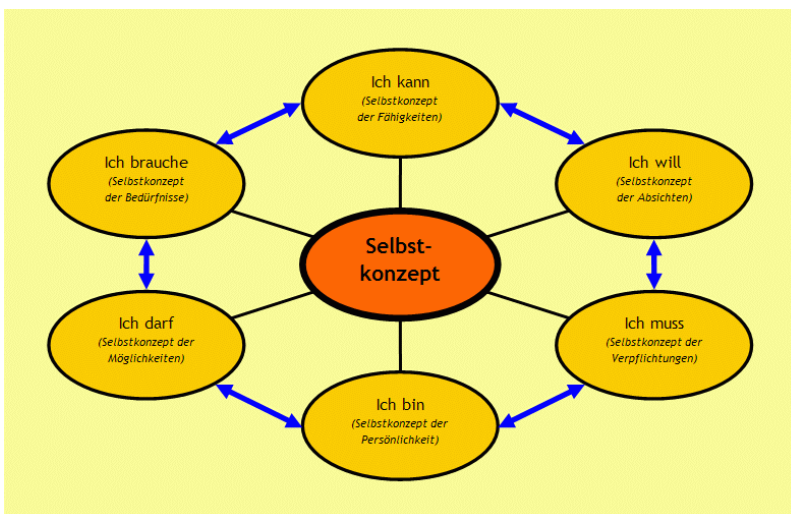 Ich kann
(Selbstkonzept
der Fähigkeiten)
Ich brauche
(Selbstkonzept
der Bedürfnisse)
Ich will
(Selbstkonzept
der Absichten)
Selbst-
konzept
Ich darf
(Selbstkonzept der
Möglichkeiten)
Ich muss
(Selbstkonzept der
Verpflichtungen)
Ich bin
(Selbstkonzept der
Persönlichkeit)